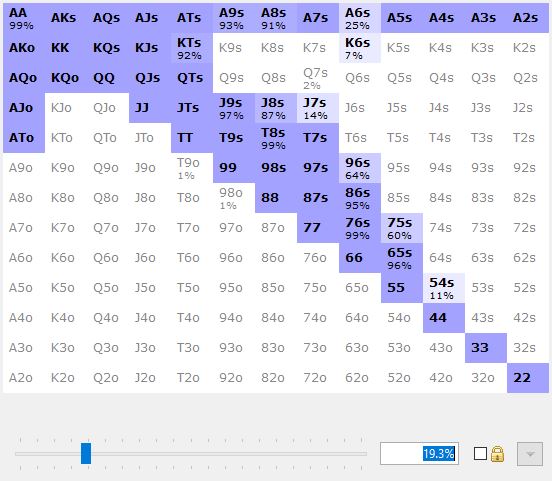 AA AKs AQs AJs ATs A9s A8s A7s A6s A5s A4s A3s A2s
99% 93% 91% 25%
AKo KK KQs KJs KTs K9s K8s K7s K6s K5s K4s K3s K2s
92% 7%
AQo KQo QQ QJs QTs Q9s Q8s Q7s Q6s Q5s Q4s Q3s Q2s
2%
AJo KJo QJo JJ JTs J9s J8s J7s J6s J5s J4s J3s J2s
97% 87% 14%
ATo KTo QTo JTo TT T9s T8s T7s T6s T5s T4s T3s T2s
99%
A9o K9o Q9o J9o T9o 99 98s 97s 96s 95s 94s 93s 92s
1% 64%
A8o K8o Q8o J8o T8o 98o 88 87s 86s 85s 84s 83s 82s
1% 95%
A7o K7o Q7o J7o T7o 97o 87o 77 76s 75s 74s 73s 72s
99% 60%
A6o K6o Q6o J6o T6o 96o 86o 76o 66 65s 64s 63s 62s
96%
A5o K5o Q5o J5o T5o 95o 85o 75o 65o 55 54s 53s 52s
11%
A4o K4o Q4o J4o T4o 94o 84o 74o 64o 54o 44 43s 42s
A3o K3o Q3o J3o T3o 93o 83o 73o 63o 53o 43o 33 32s
A2o K2o Q2o J2o T2o 92o 82o 72o 62o 52o 42o 32o 22
19.3%